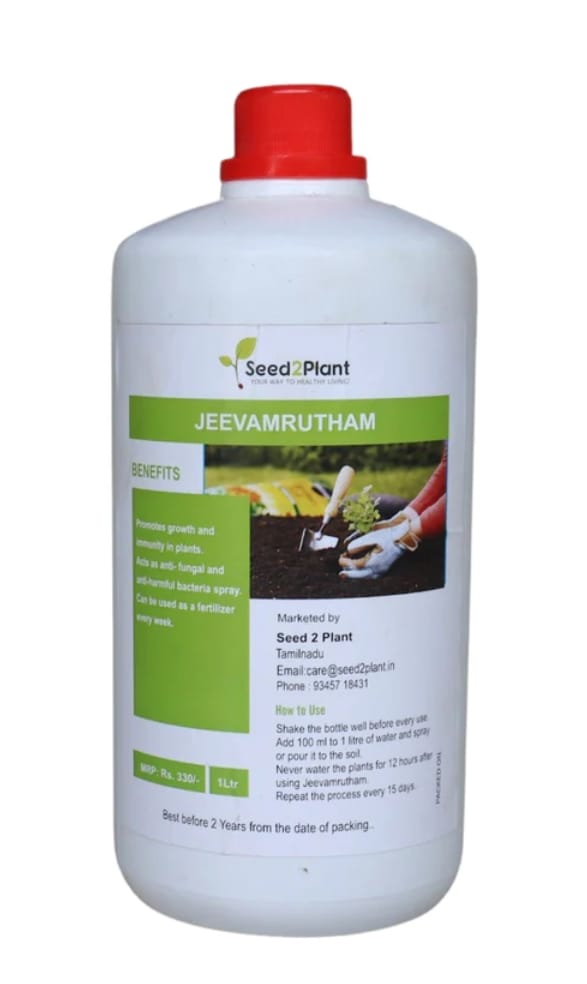 Seed2Plant
YOUR WAY TO HEALTHY LIVING!
JEEVAMRUTHAM
BENEFITS
Promotes growth and
immunity in plants.
Acts as anti- fungal and
anti-harmful bacteria spray.
Can be used as a fertilizer
every week.
Marketed by
Seed 2 Plant
Tamilnadu
Email:care@seed2plant.in
Phone : 93457 18431
How to Use
Shake the bottle well before every use.
Add 100 ml to 1 litre of water and spray
or pour it to the soil.
Never water the plants for 12 hours after
using Jeevamrutham.
Repeat the process every 15 days.
PACKED ON
MRP: Rs. 330/-
1Ltr
Best before 2 Years from the date of packing..